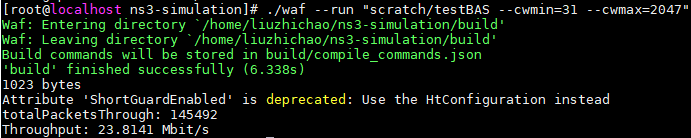 [root@localhost ns3-simulation]# ./waf --run "scratch/testBAS --cwmin=31 --cwmax=2047"
Waf: Entering directory `/home/liuzhichao/ns3-simulation/build'
Waf: Leaving directory `/home/liuzhichao/ns3-simulation/build'
Build commands will be stored in build/compile_commands.json
'build' finished successfully (6.338s)
1023 bytes
Attribute 'ShortGuardEnabled' is deprecated: Use the HtConfiguration instead
totalPacketsThrough: 145492
Throughput: 23.8141 Mbit/s